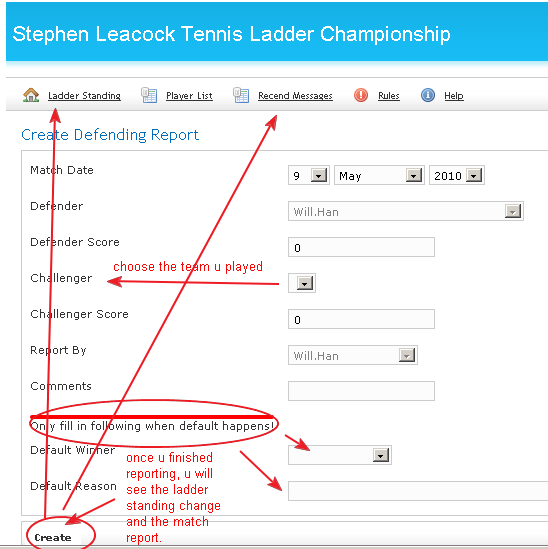 Stephen Leacock Tennis Ladder Championship
Ladder Standing Player List Recend Messages Rules Help
Create Defending Report
Match Date 9 May 2010
Defender Will.Han
Defender Score 0
choose the team u played
Challenger
Challenger Score 0
Report By Will.Han
Comments
Only fill in following when default happens!
Default Winner
once u finished
reporting, u will
see the ladder
standing change
and the match
report.
Default Reason
Create